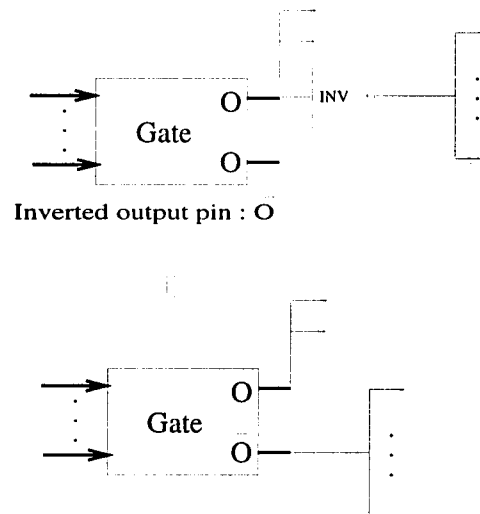 O
INV
Gate
O
Inverted output pin : Ō
O
Gate
Ō